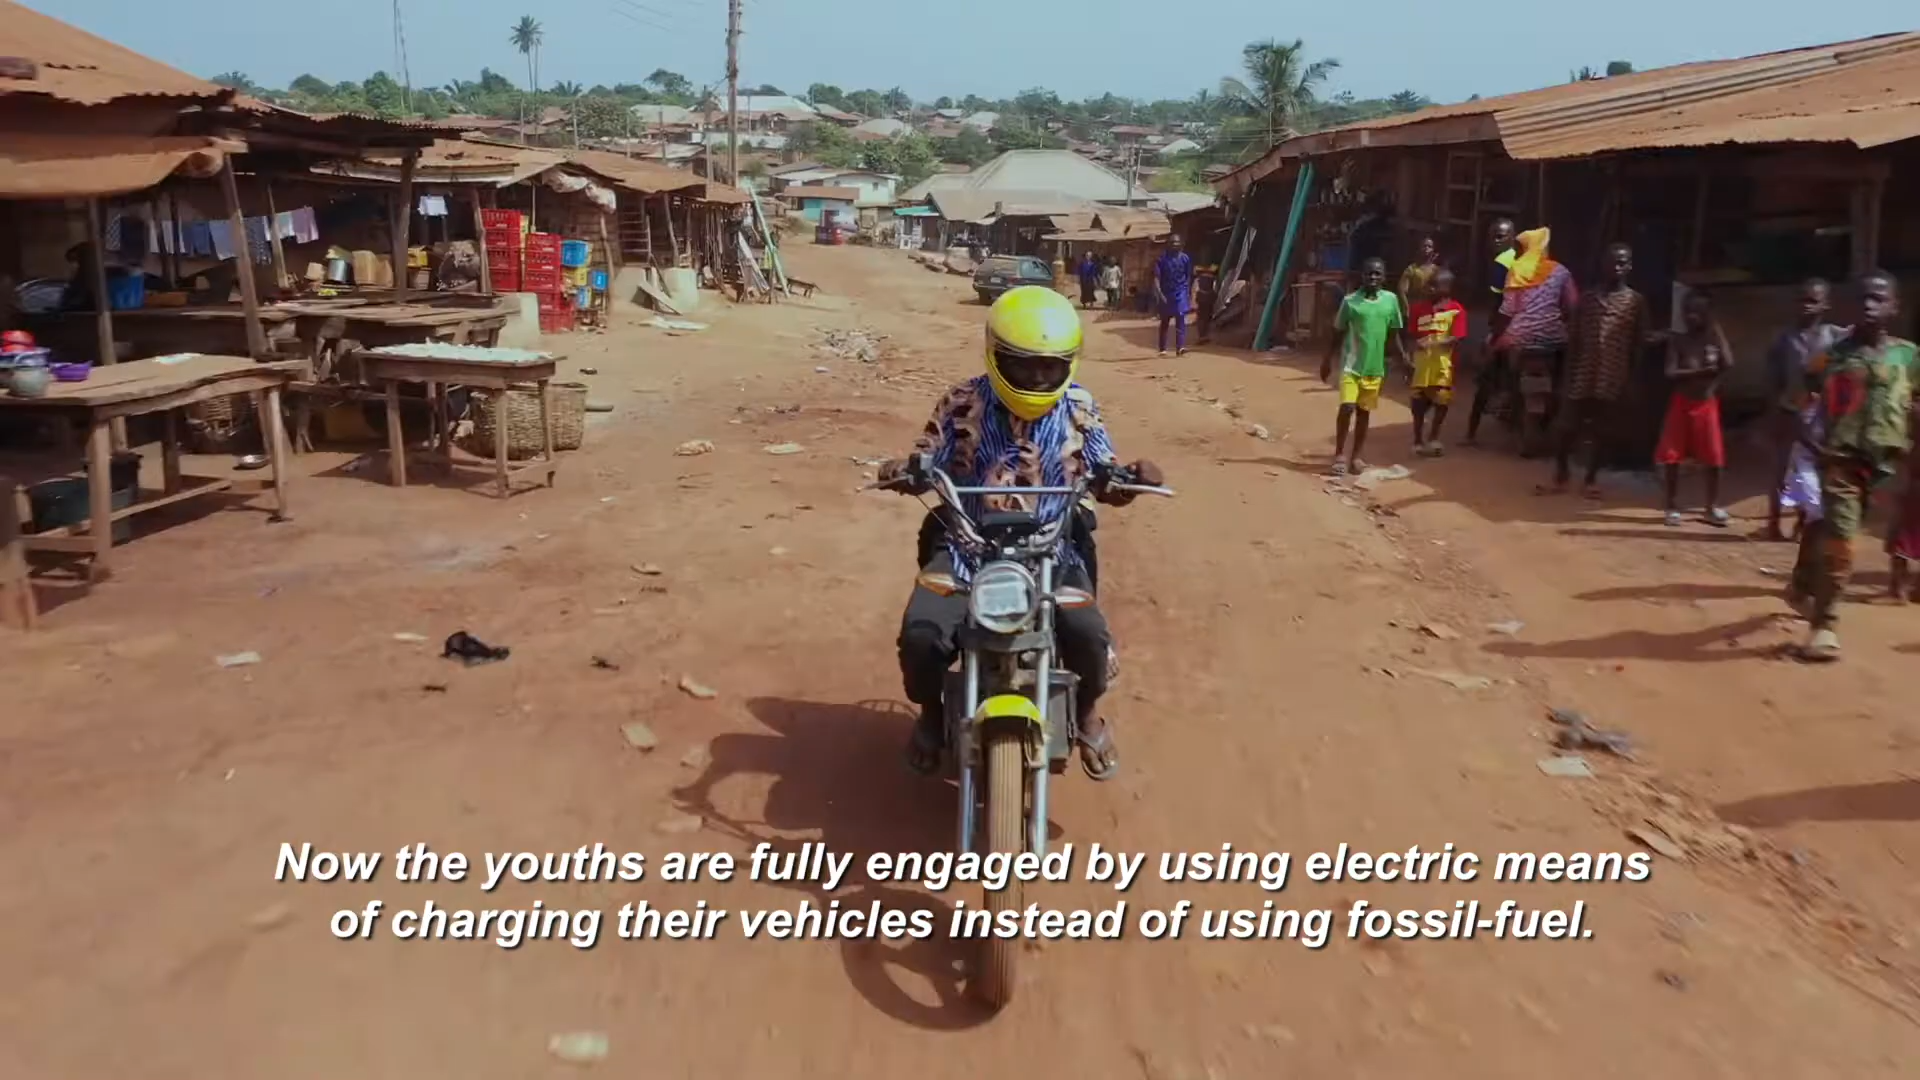 Now the youths are fully engaged by using electric means
of charging their vehicles instead of using fossil-fuel.